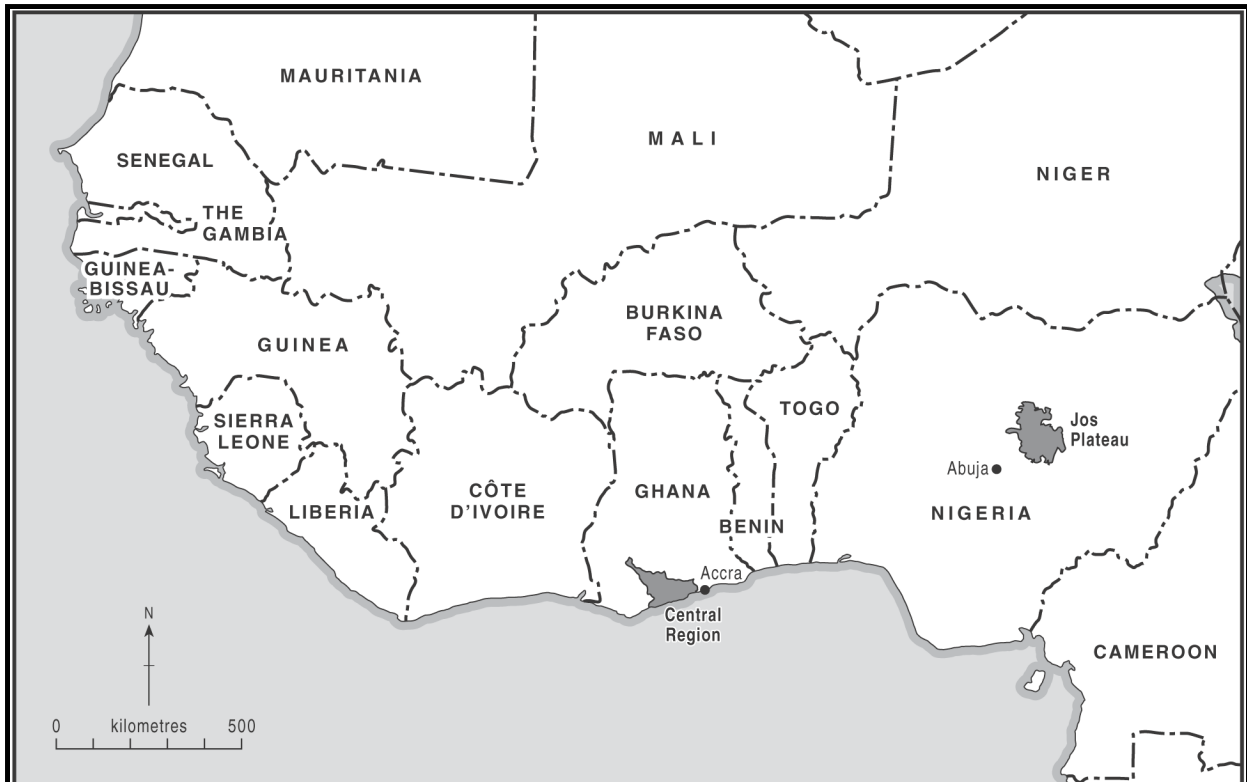 MAURITANIA
MALI
NIGER
SENEGAL
THE
GAMBIA
GUINEA-
BISSAU
GUINEA
BURKINA
FASO
SIERRA
LEONE
LIBERIA
CÔTE
D'IVOIRE
GHANA
TOGO
BENIN
Jos
Plateau
Abuja
NIGERIA
Accra
Central
Region
CAMEROON
N
0 kilometres 500